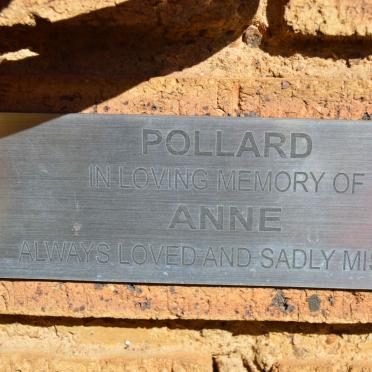 POLLARD
IN LOVING MEMORY OF
ANNE
ALWAYS LOVED AND SADLY MIS